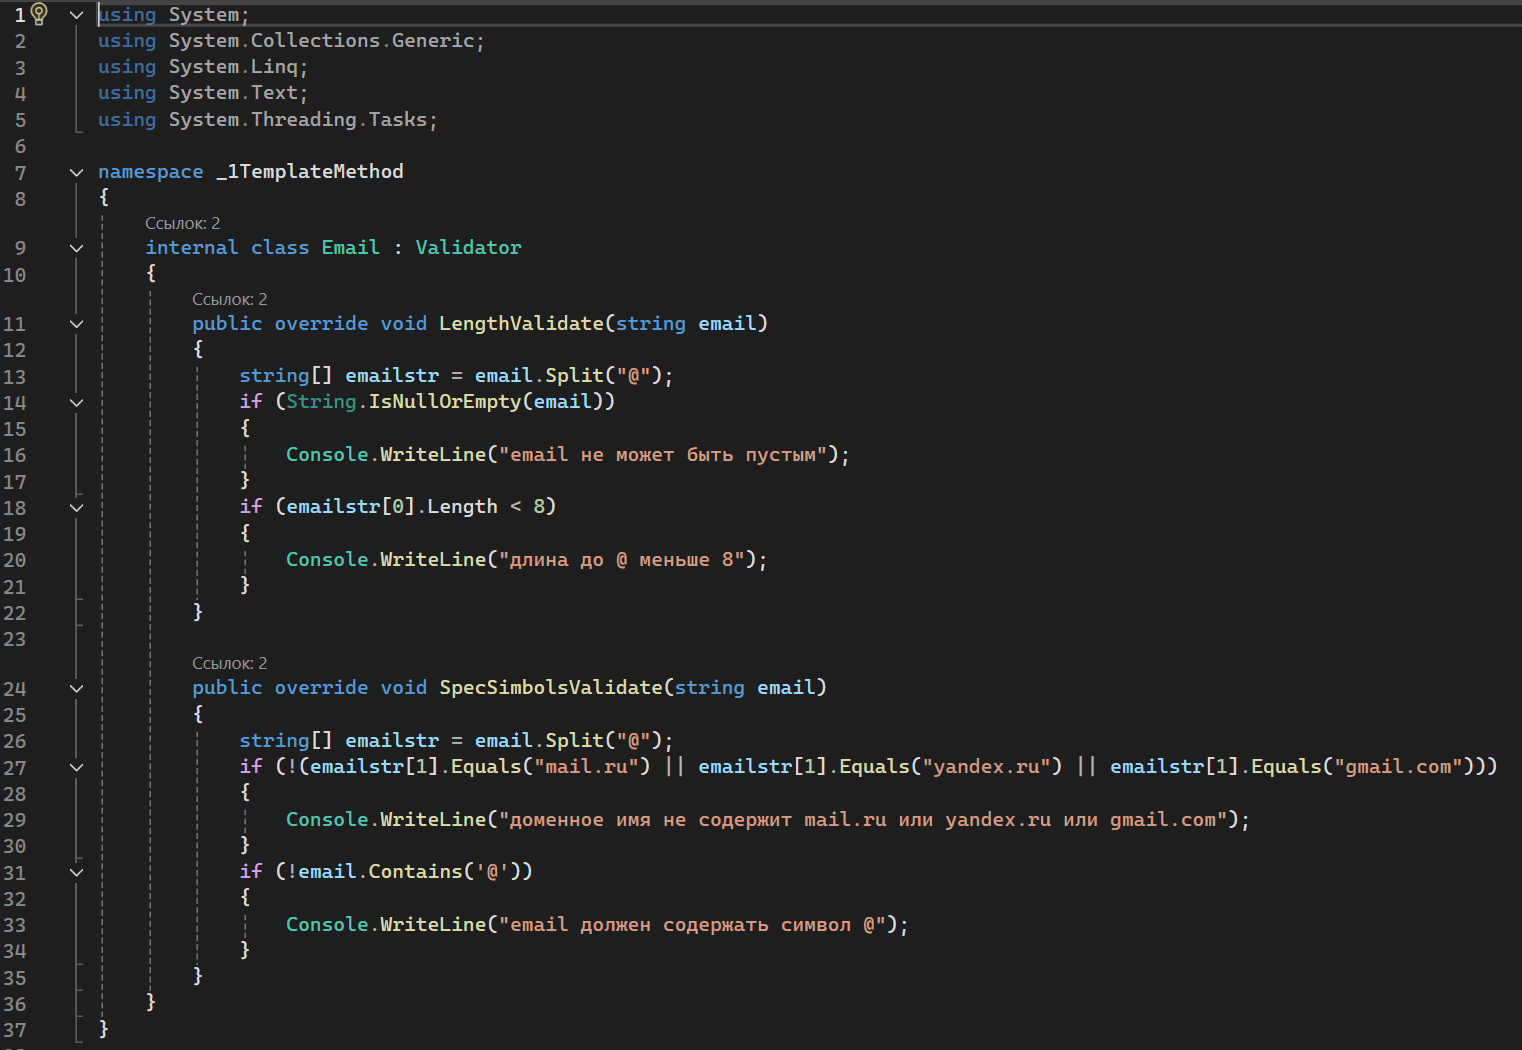 1 using System;
2 using System.Collections.Generic;
3 using System.Linq;
4 using System.Text;
5 using System.Threading.Tasks;
6
7 namespace _1TemplateMethod
8 {
Ссылок: 2
9 internal class Email : Validator
10 {
Ссылок: 2
11 public override void LengthValidate(string email)
12 {
13 string[] emailstr = email.Split("@");
14 if (String.IsNullOrEmpty(email))
15 {
16 Console.WriteLine("email не может быть пустым");
17 }
18 if (emailstr[0].Length < 8)
19 {
20 Console.WriteLine("длина до @ меньше 8");
21 }
22 }
23
Ссылок: 2
24 public override void SpecSimbolsValidate(string email)
25 {
26 string[] emailstr = email.Split("@");
27 if (!(emailstr[1].Equals("mail.ru") || emailstr[1].Equals("yandex.ru") || emailstr[1].Equals("gmail.com")))
28 {
29 Console.WriteLine("доменное имя не содержит mail.ru или yandex.ru или gmail.com");
30 }
31 if (!email.Contains('@'))
32 {
33 Console.WriteLine("email должен содержать символ @");
34 }
35 }
36 }
37 }